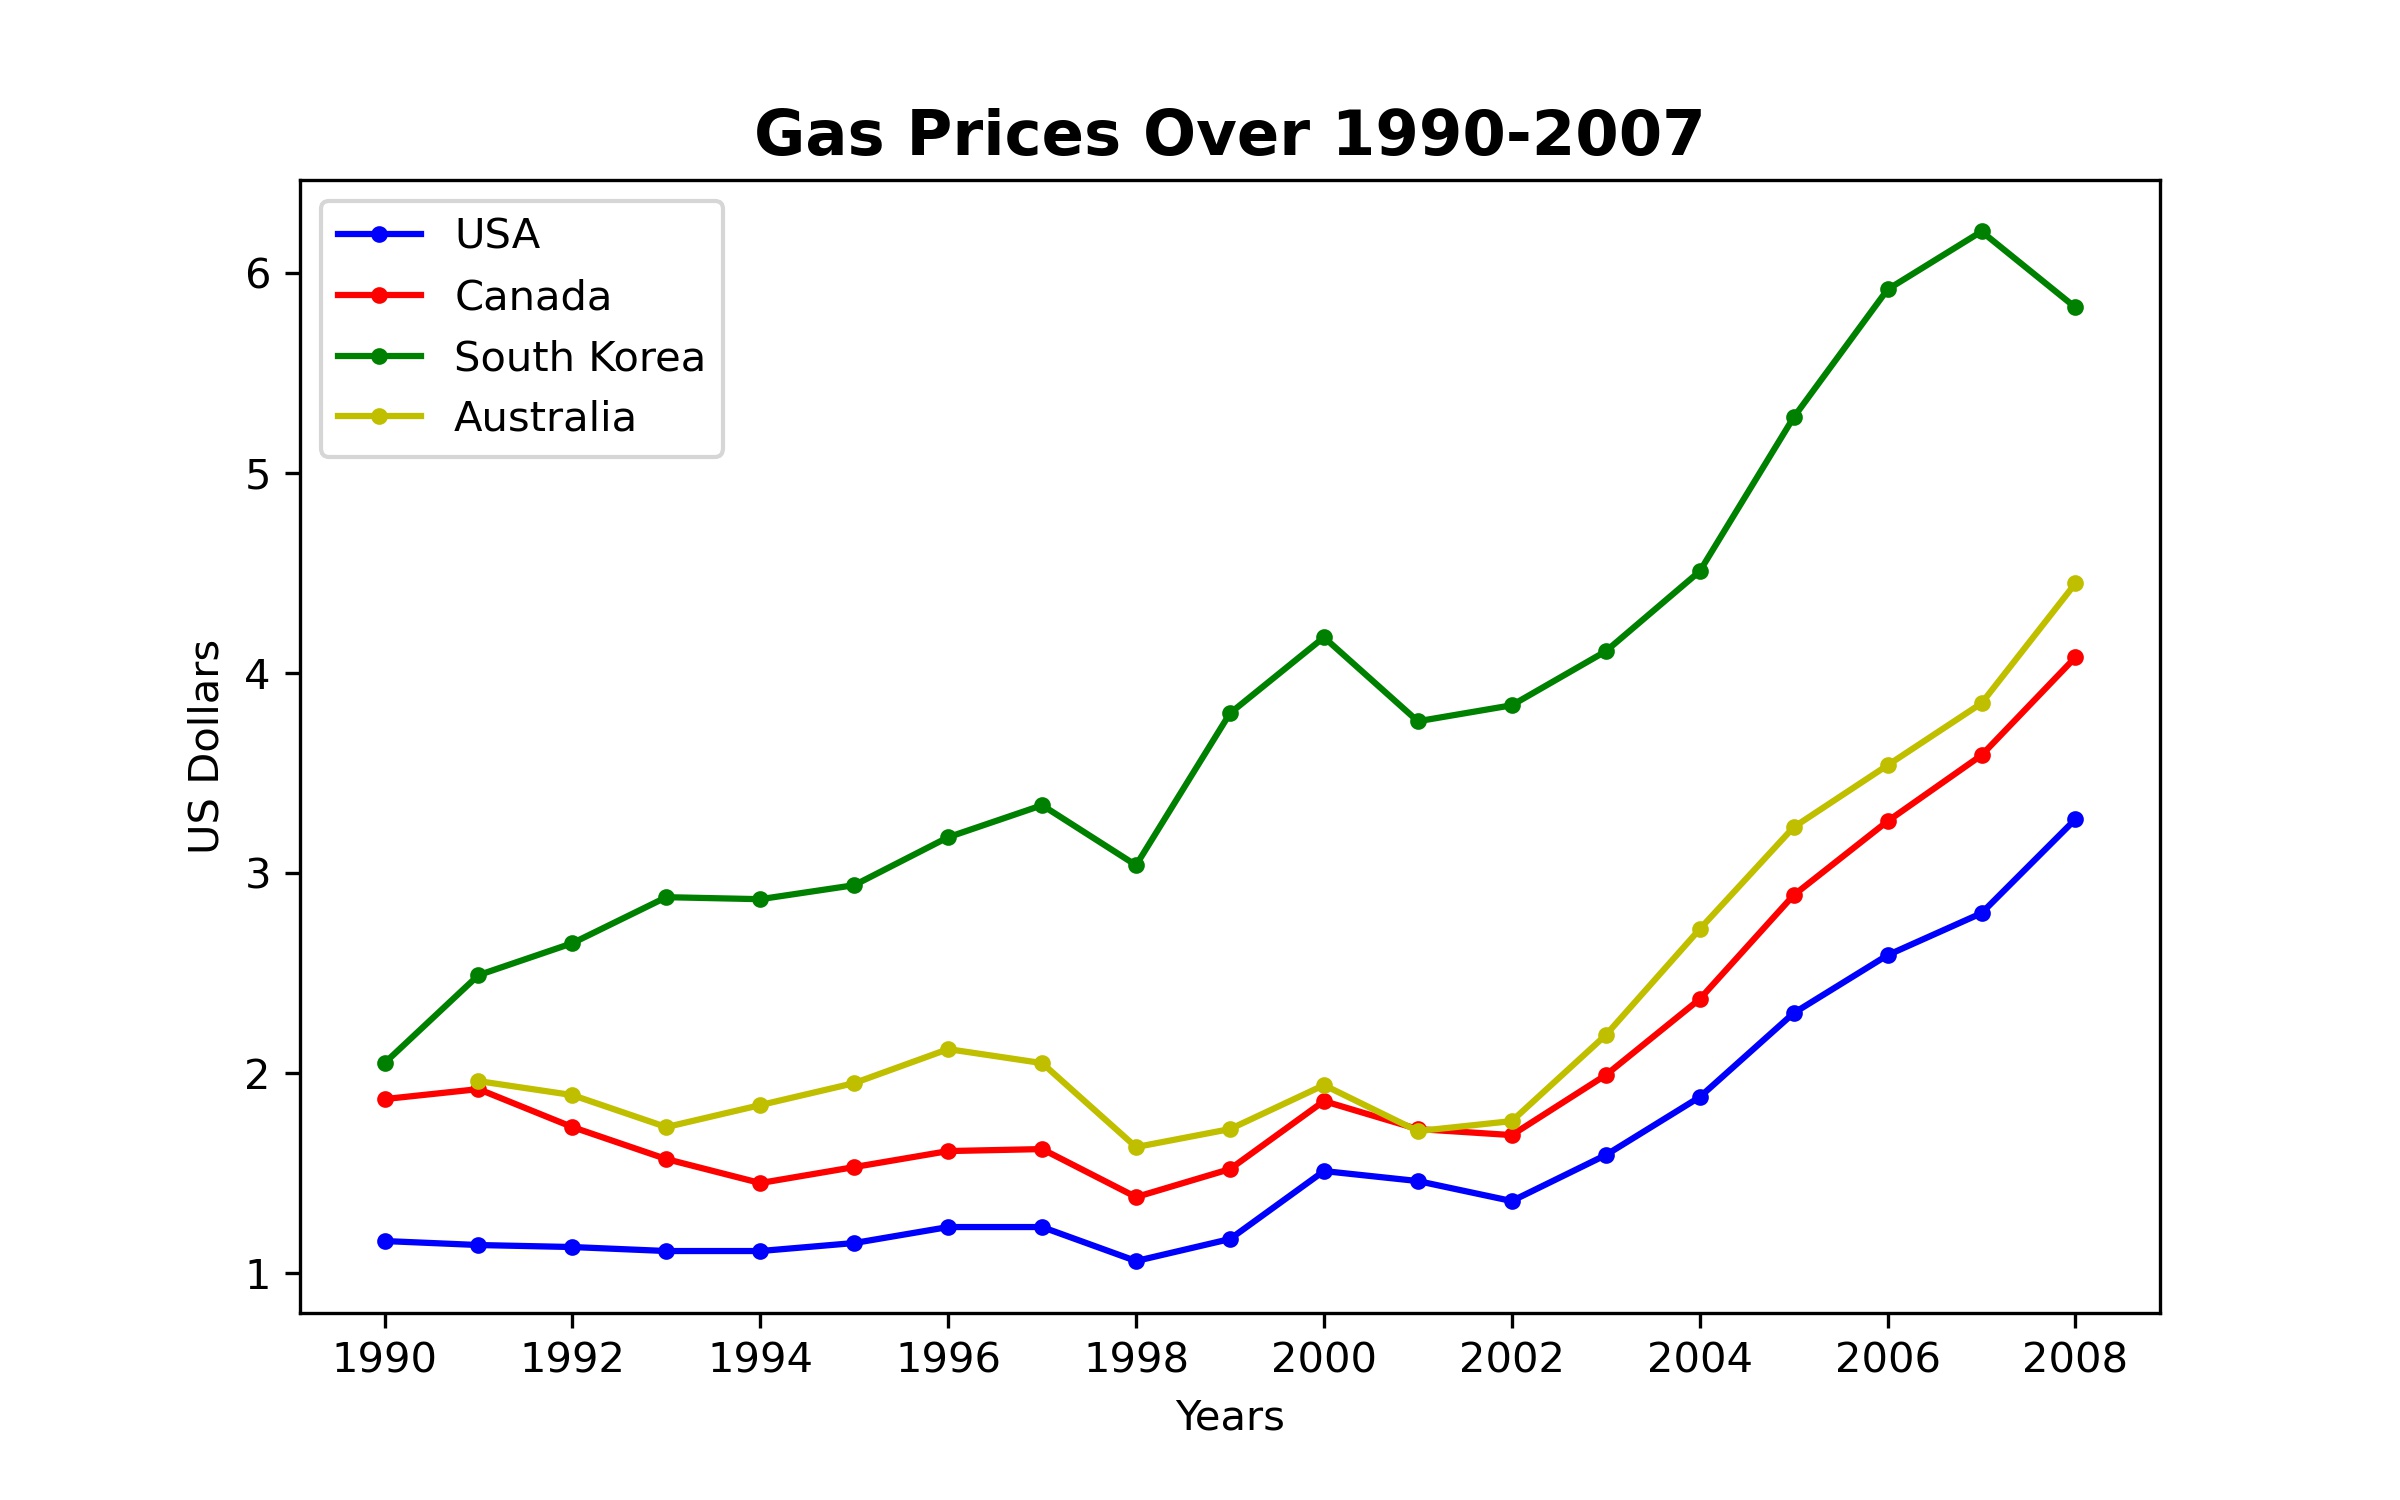 Gas Prices Over 1990-2007
USA
Canada
South Korea
Australia
6
5
4
3
2
1
US Dollars
1990 1992 1994 1996 1998 2000 2002 2004 2006 2008
Years